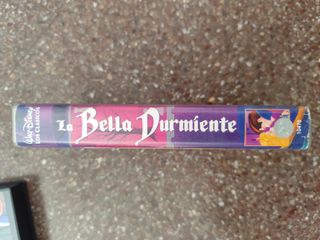 Walt Disney
LOS CLASICOS
La Bella Durmiente